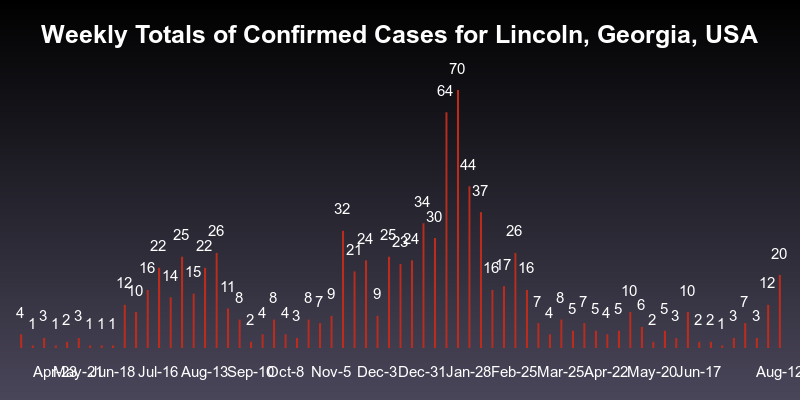 Weekly Totals of Confirmed Cases for Lincoln, Georgia, USA
4 1 3 1 2 3 1 1 1 12 10 16 22 14 25 15 22 26 11 8 2 4 8 4 3 8 7 9 32 21 24 9 25 23 24 34 30 64 70 44 37 16 17 26 16 7 4 8 5 7 5 4 5 10 6 2 5 3 10 2 2 1 3 7 3 12 20
Apr-23 May-21 Jun-18 Jul-16 Aug-13 Sep-10 Oct-8 Nov-5 Dec-3 Dec-31 Jan-28 Feb-25 Mar-25 Apr-22 May-20 Jun-17 Aug-12